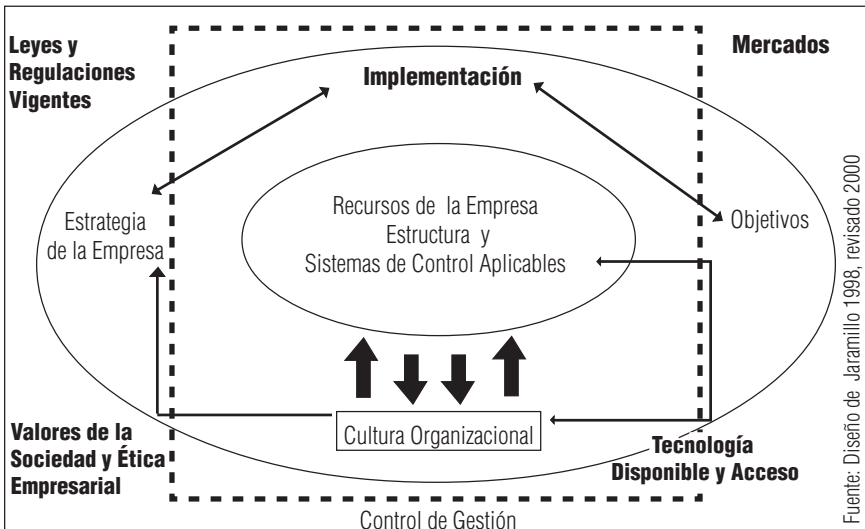 Leyes y
Regulaciones
Vigentes
Mercados
Implementación
Estrategia
de la Empresa
Recursos de la Empresa
Estructura y
Sistemas de Control Aplicables
Objetivos
Cultura Organizacional
Valores de la
Sociedad y Ética
Empresarial
Tecnología
Disponible y Acceso
Control de Gestión
Fuente: Diseño de Jaramillo 1998, revisado 2000